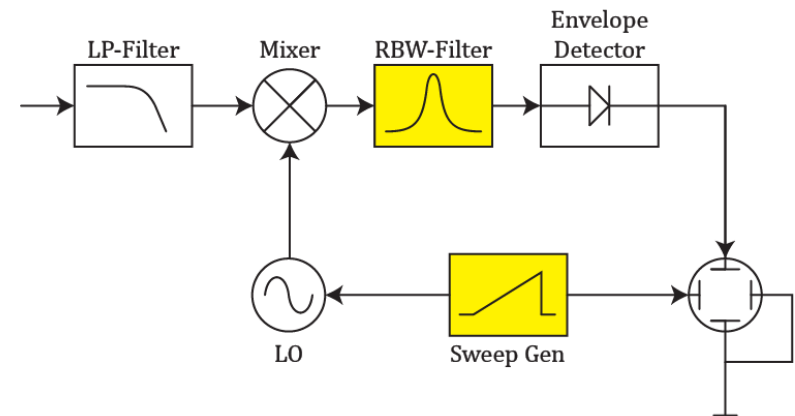 LP-Filter
Mixer
RBW-Filter
Envelope
Detector
LO
Sweep Gen